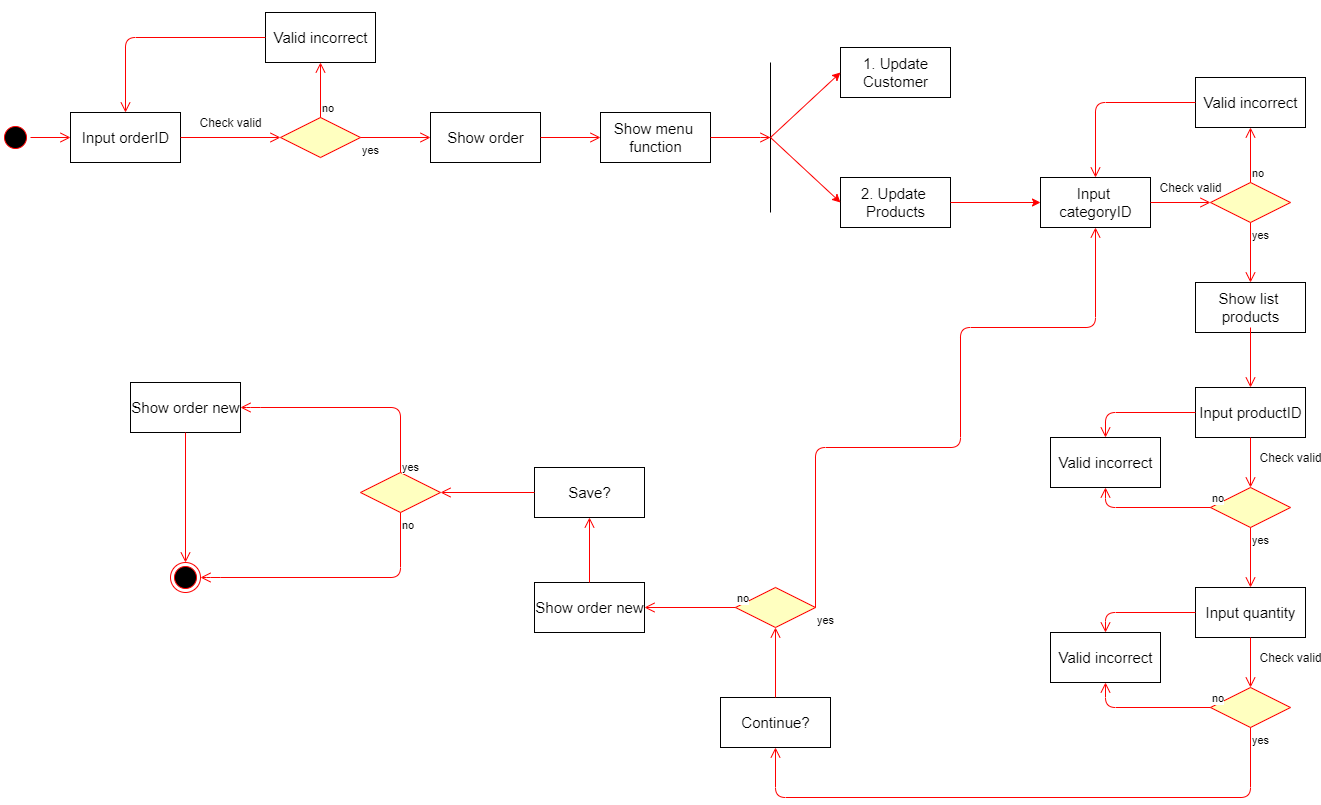 Valid incorrect
no
Input orderID
Check valid
yes
Show order
Show menu
function
1. Update
Customer
2. Update
Products
Valid incorrect
no
Input
categoryID
Check valid
yes
Show list
products
Input productID
Check valid
Valid incorrect
no
yes
Input quantity
Check valid
Valid incorrect
no
yes
Continue?
no
yes
Show order new
Save?
yes
no
Show order new